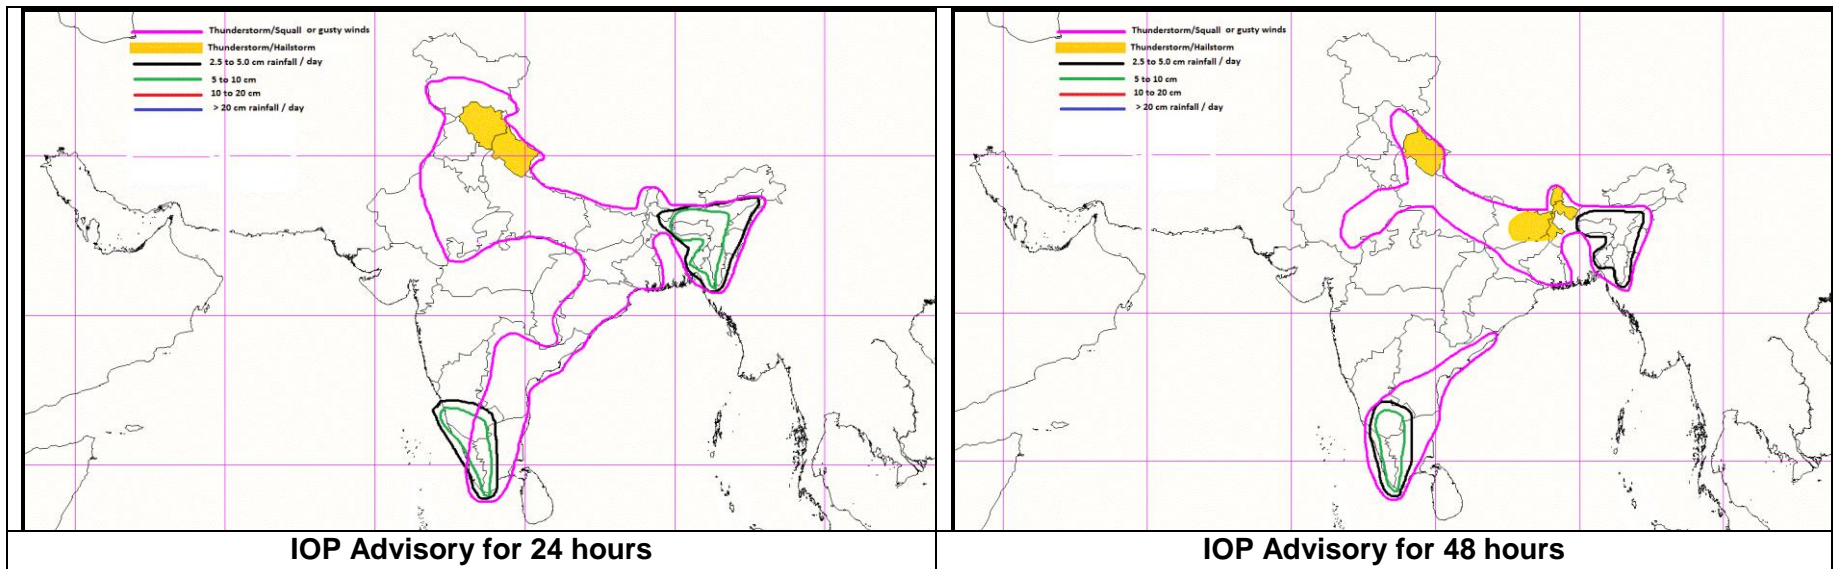 Thunderstorm/Squall or gusty winds
Thunderstorm/Hailstorm
2.5 to 5.0 cm rainfall / day
5 to 10 cm
10 to 20 cm
> 20 cm rainfall / day
IOP Advisory for 24 hours
Thunderstorm/Squall or gusty winds
Thunderstorm/Hailstorm
2.5 to 5.0 cm rainfall / day
5 to 10 cm
10 to 20 cm
> 20 cm rainfall / day
IOP Advisory for 48 hours